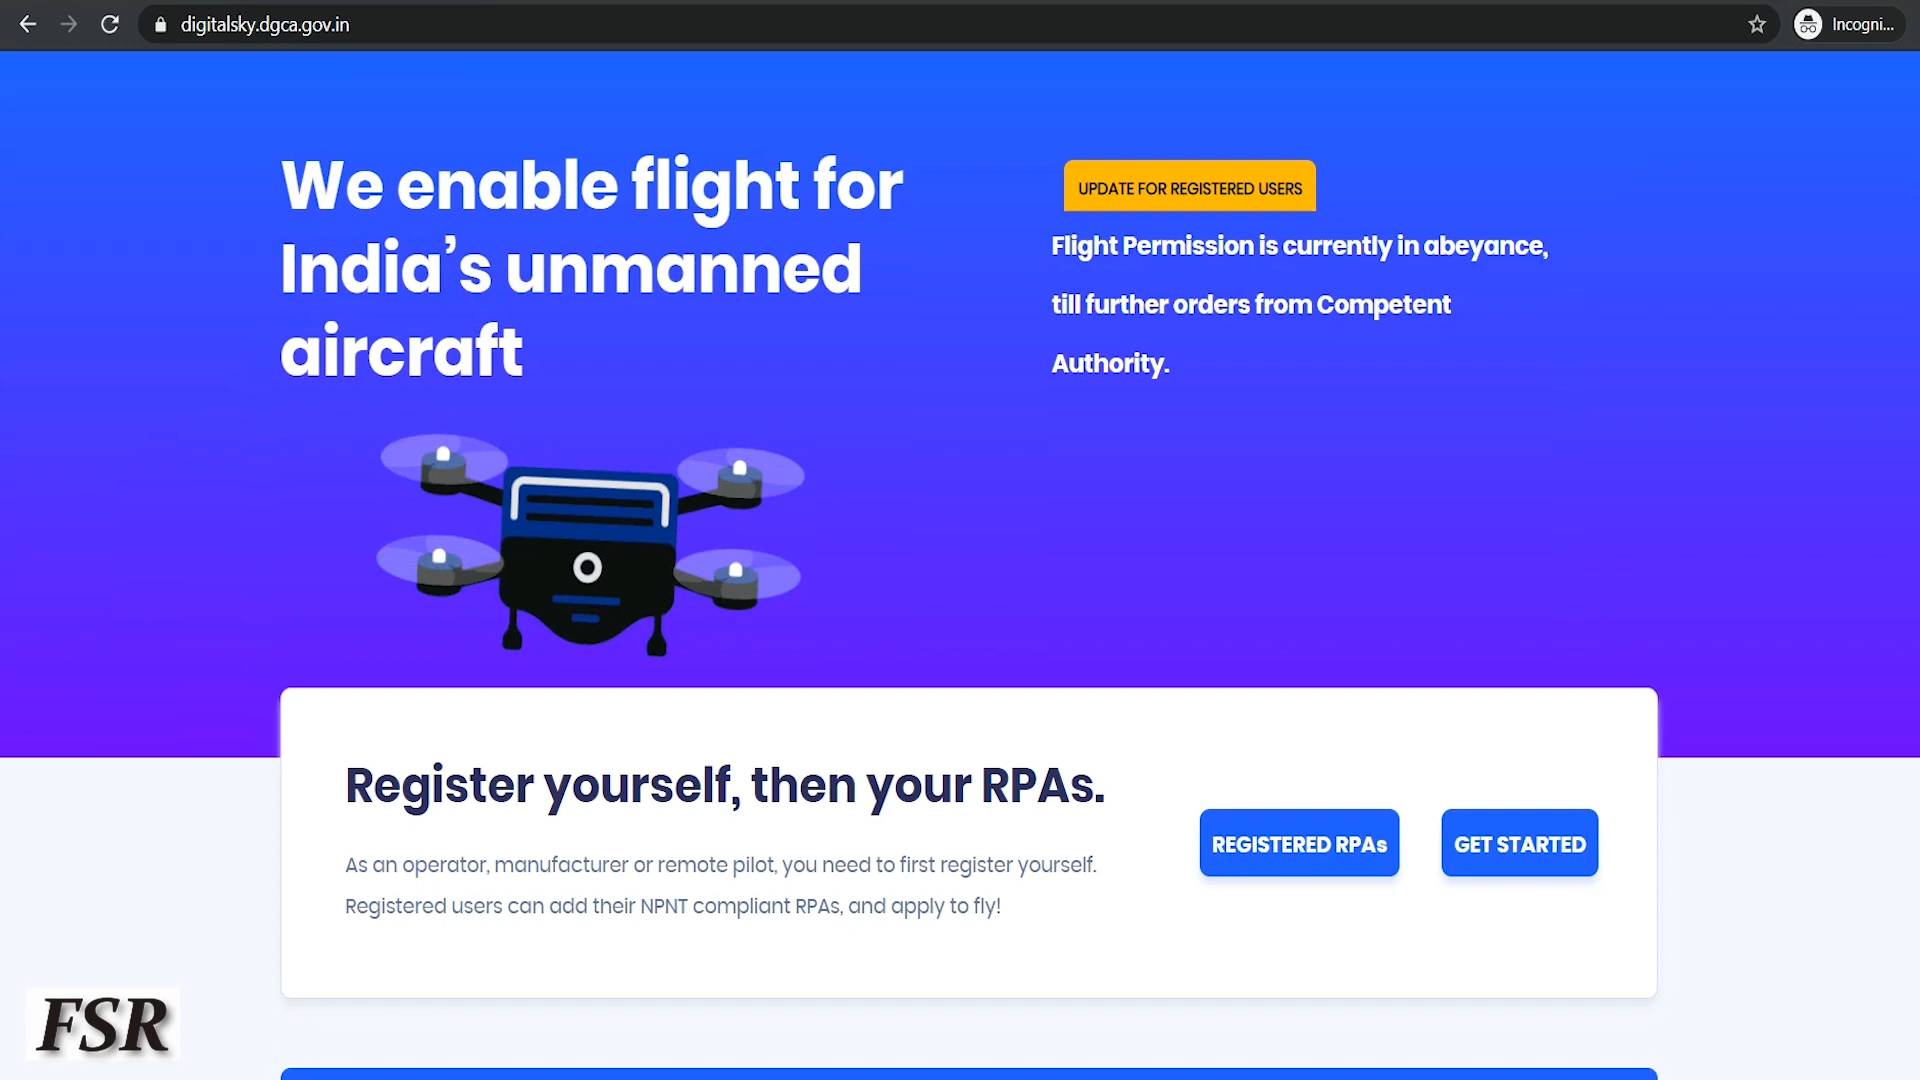 digitalsky.dgca.gov.in
Incogni...
We enable flight for
India's unmanned
aircraft
UPDATE FOR REGISTERED USERS
Flight Permission is currently in abeyance,
till further orders from Competent
Authority.
Register yourself, then your RPAs.
As an operator, manufacturer or remote pilot, you need to first register yourself.
Registered users can add their NPNT compliant RPAs, and apply to fly!
REGISTERED RPAs
GET STARTED
FSR